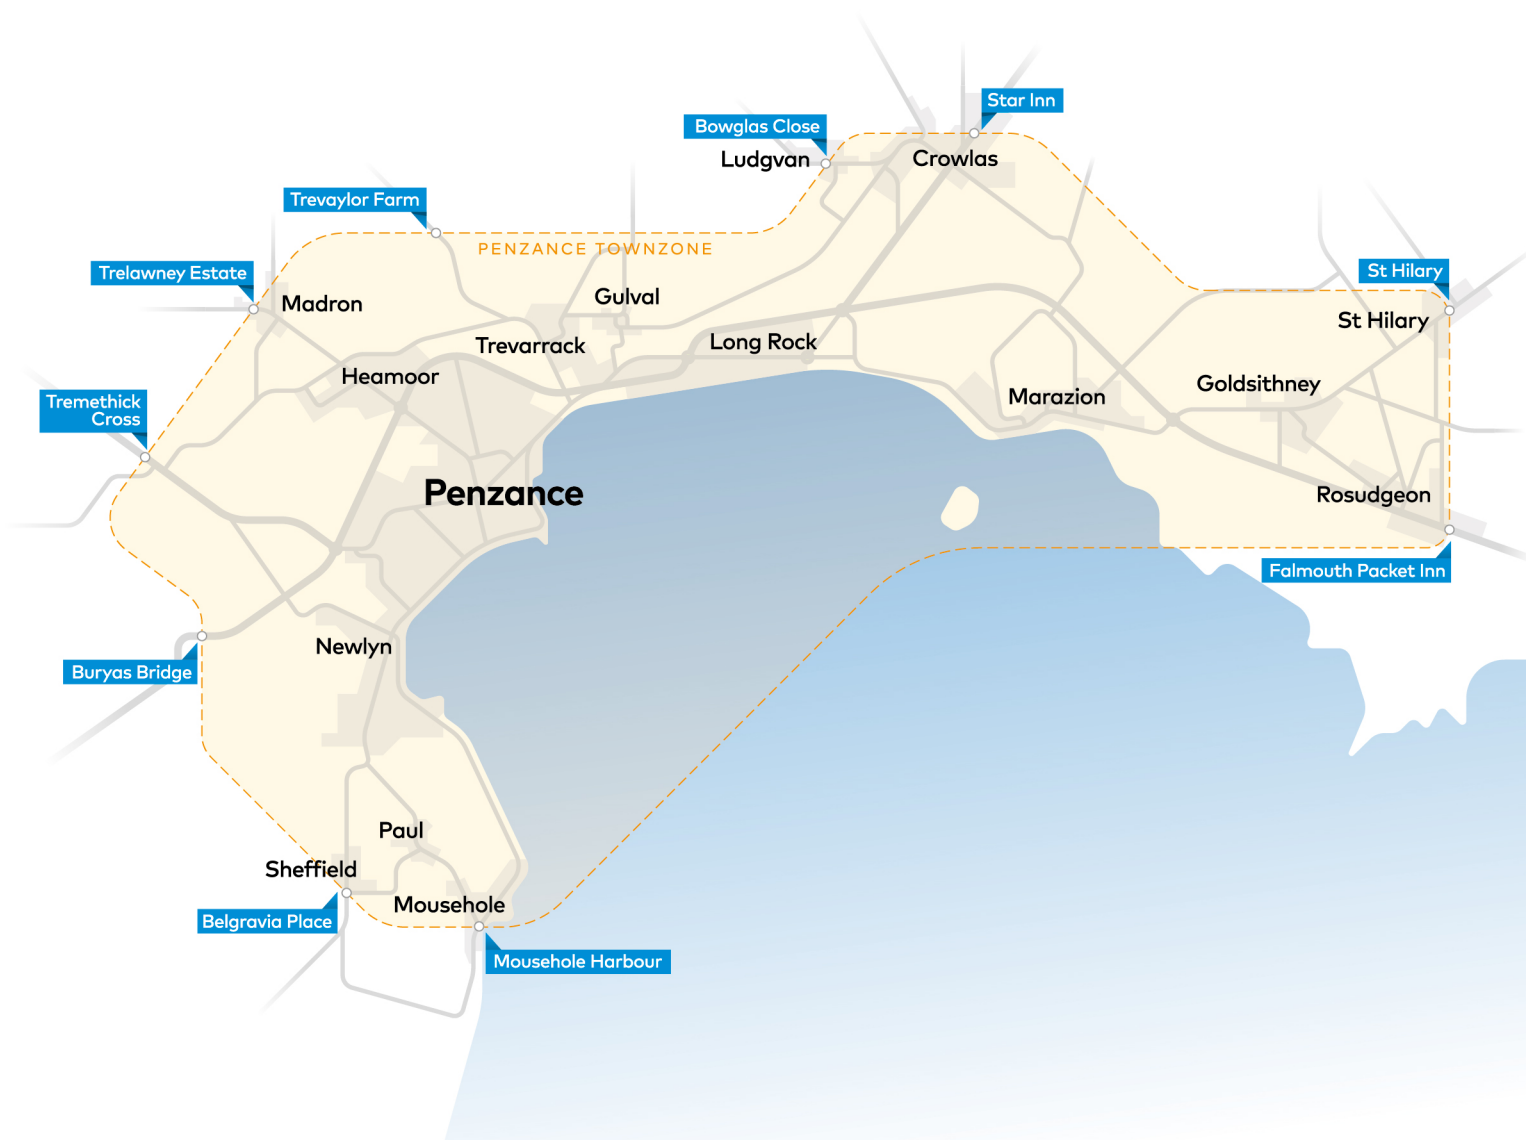 Star Inn
Bowglas Close
Ludgvan
Crowlas
Trevaylor Farm
PENZANCE TOWNZONE
Trelawney Estate
St Hilary
Madron
Gulval
St Hilary
Trevarrack
Long Rock
Heamoor
Goldsithney
Marazion
Tremethick
Cross
Penzance
Rosudgeon
Falmouth Packet Inn
Newlyn
Buryas Bridge
Paul
Sheffield
Mousehole
Belgravia Place
Mousehole Harbour